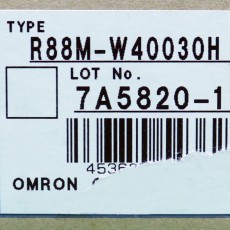 TYPE
R88M-W40030H
LOT No.
7A5820-1
OMRON